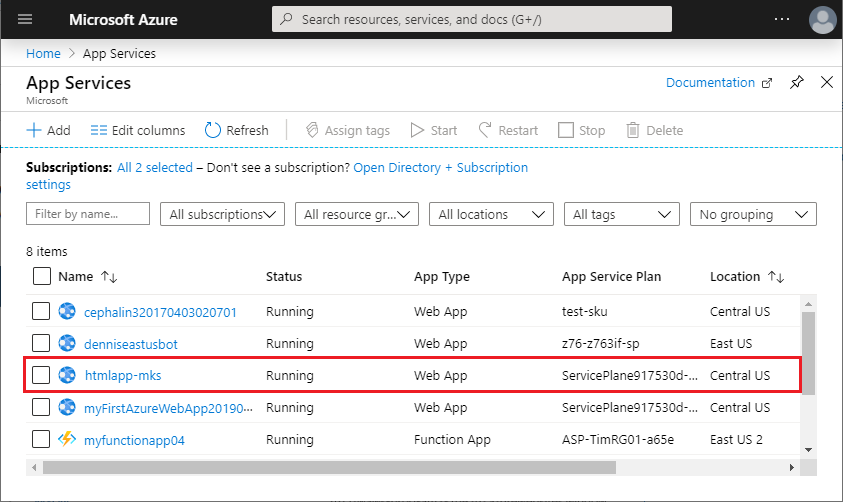 Microsoft Azure
Search resources, services, and docs (G+/)
Home > App Services
App Services
Microsoft
Documentation
Add Edit columns Refresh Assign tags Start Restart Stop Delete
Subscriptions: All 2 selected – Don't see a subscription? Open Directory + Subscription
settings
Filter by name... All subscriptions All resource gr... All locations All tags No grouping
8 items
Name Status App Type App Service Plan Location
cephalin320170403020701 Running Web App test-sku Central US
denniseastusbot Running Web App z76-z763if-sp East US
htmlapp-mks Running Web App ServicePlane917530d-... Central US
myFirstAzureWebApp20190... Running Web App ServicePlane917530d-... Central US
myfunctionapp04 Running Function App ASP-TimRG01-a65e East US 2